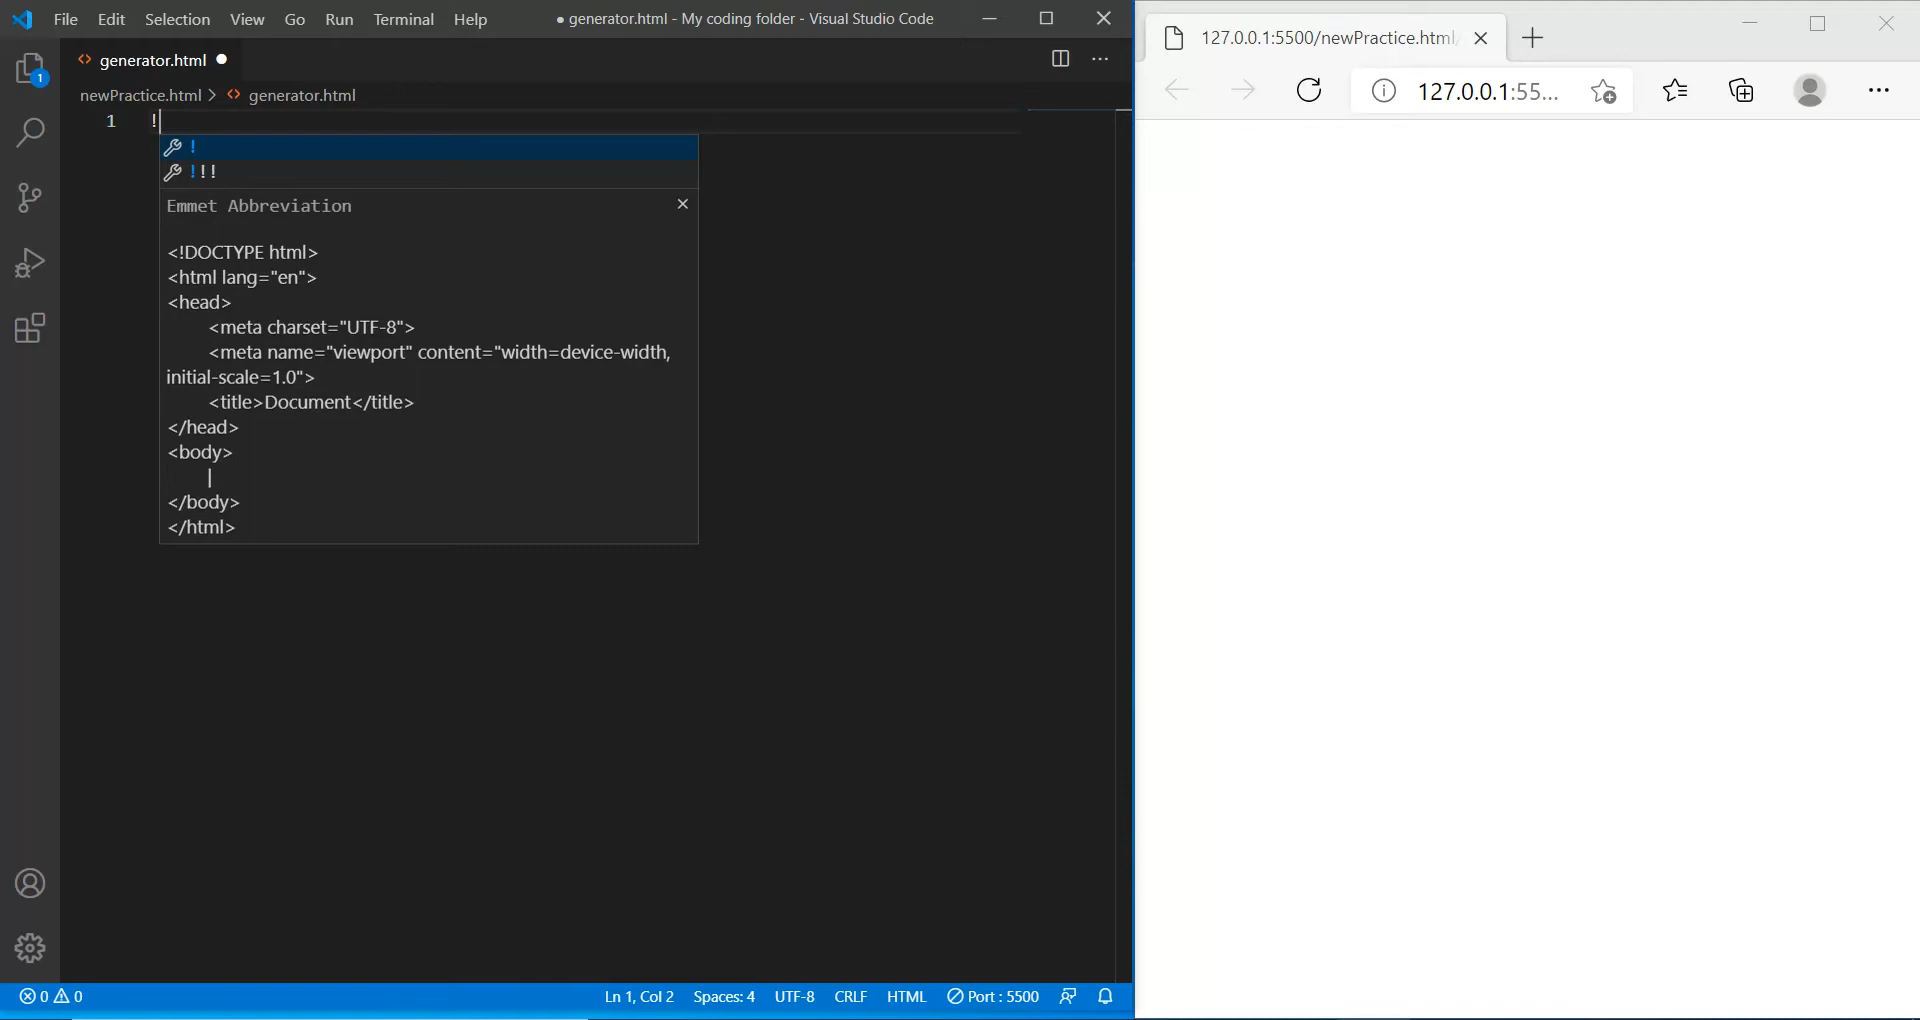 File Edit Selection View Go Run Terminal Help ● generator.html - My coding folder - Visual Studio Code
generator.html
newPractice.html > generator.html
1
1 !
!
!!!
Emmet Abbreviation
<!DOCTYPE html>
<html lang="en">
<head>
<meta charset="UTF-8">
<meta name="viewport" content="width=device-width,
initial-scale=1.0">
<title>Document</title>
</head>
<body>
|
</body>
</html>
0 0 Ln 1, Col 2 Spaces: 4 UTF-8 CRLF HTML Port : 5500
127.0.0.1:5500/newPractice.html/
127.0.0.1:55...